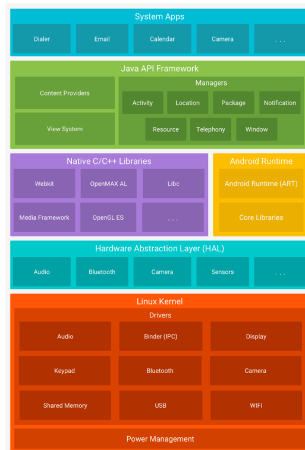 System Apps
Dialer Email Calendar Camera . . .
Java API Framework
Content Providers
View System
Managers
Activity Location Package Notification
Resource Telephony Window
Native C/C++ Libraries
Webkit OpenMAX AL Libc
Media Framework OpenGL ES . . .
Android Runtime
Android Runtime (ART)
Core Libraries
Hardware Abstraction Layer (HAL)
Audio Bluetooth Camera Sensors . . .
Linux Kernel
Drivers
Audio Binder (IPC) Display
Keypad Bluetooth Camera
Shared Memory USB WIFI
Power Management